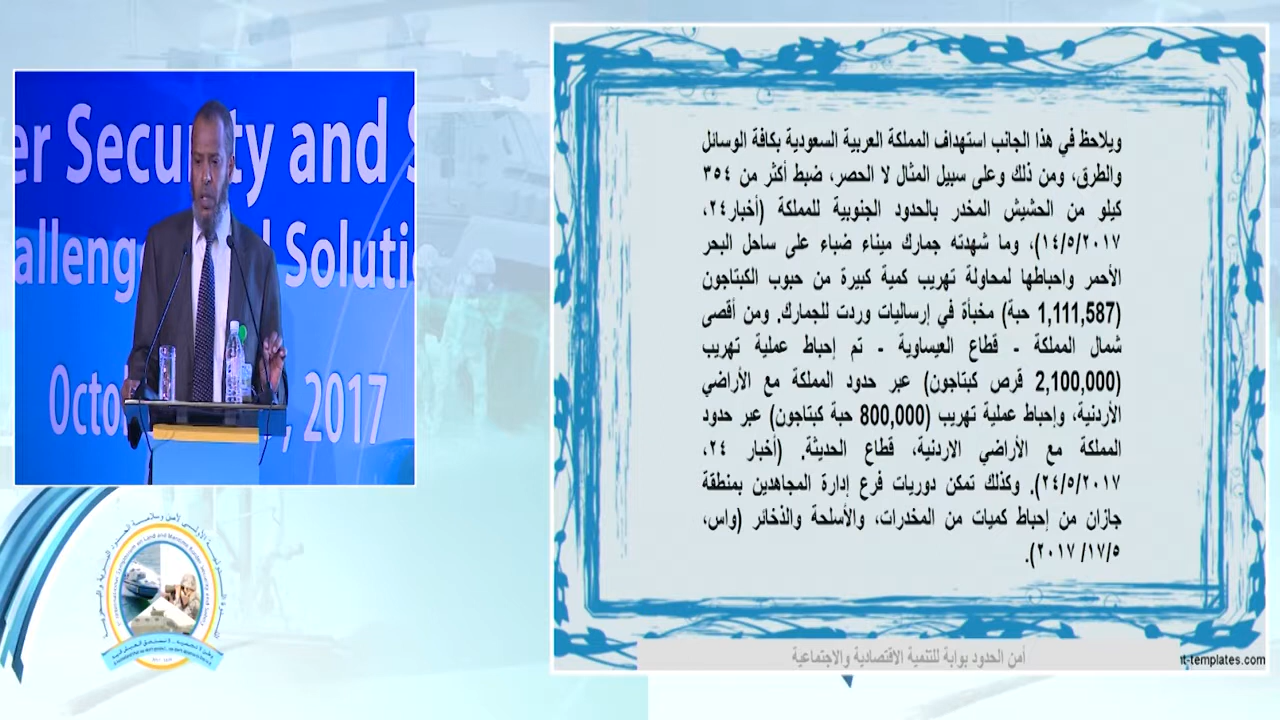 er Security and S
allenge d Soluti
Octo , 2017
ويلاحظ في هذا الجانب استهداف المملكة العربية السعودية بكافة الوسائل
والطرق، ومن ذلك وعلى سبيل المثال لا الحصر، ضبط أكثر من ٣٥٤
كيلو من الحشيش المخدر بالحدود الجنوبية للمملكة (أخبار٢٤،
١٤/٥/٢٠١٧)، وما شهدته جمارك ميناء ضباء على ساحل البحر
الأحمر واحباطها لمحاولة تهريب كمية كبيرة من حبوب الكبتاجون
(1,111,587 حبة) مخبأة في إرساليات وردت للجمارك. ومن أقصى
شمال المملكة - قطاع العيساوية - تم إحباط عملية تهريب
(2,100,000 قرص كبتاجون) عبر حدود المملكة مع الأراضي
الأردنية، وإحباط عملية تهريب (800,000 حبة كبتاجون) عبر حدود
المملكة مع الأراضي الاردنية، قطاع الحديثة. (أخبار ٢٤،
٢٤/٥/٢٠١٧). وكذلك تمكن دوريات فرع إدارة المجاهدين بمنطقة
جازان من إحباط كميات من المخدرات، والأسلحة والذخائر (واس،
١٧/٥/ ٢٠١٧).
أمن الحدود بوابة للتنمية الاقتصادية والاجتماعية
nt-templates.com